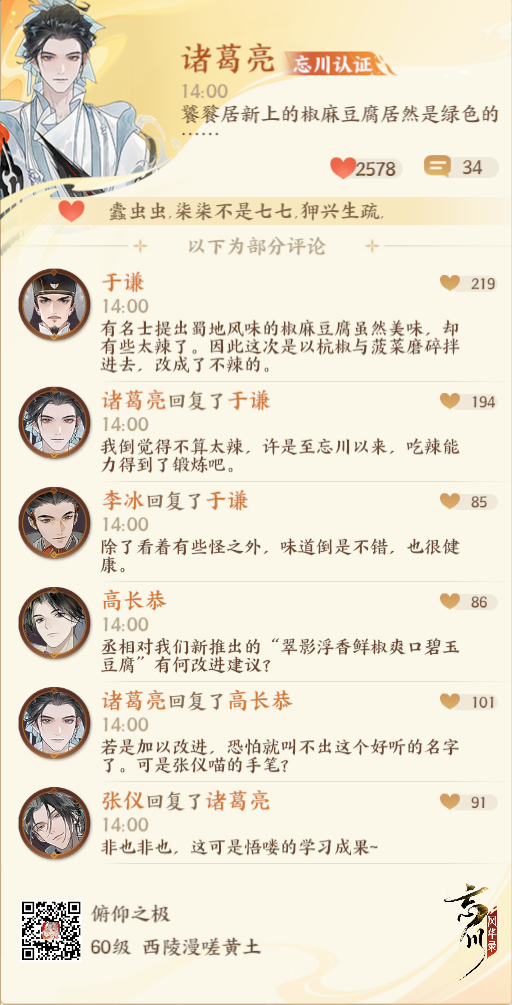 诸葛亮 忘川认证
14:00
饕餮居新上的椒麻豆腐居然是绿色的
……
2578 34
蠢虫虫,柒柒不是七七,狎兴生疏,
以下为部分评论
于谦 219
14:00
有名士提出蜀地风味的椒麻豆腐虽然美味，却
有些太辣了。因此这次是以杭椒与菠菜磨碎拌
进去，改成了不辣的。
诸葛亮回复了于谦 194
14:00
我倒觉得不算太辣，许是至忘川以来，吃辣能
力得到了锻炼吧。
李冰回复了于谦 85
14:00
除了看着有些怪之外，味道倒是不错，也很健
康。
高长恭 86
14:00
丞相对我们新推出的“翠影浮香鲜椒爽口碧玉
豆腐”有何改进建议？
诸葛亮回复了高长恭 101
14:00
若是加以改进，恐怕就叫不出这个好听的名字
了。可是张仪喵的手笔？
张仪回复了诸葛亮 91
14:00
非也非也，这可是悟喽的学习成果~
俯仰之极
60级 西陵漫嗟黄土
忘川
风华录